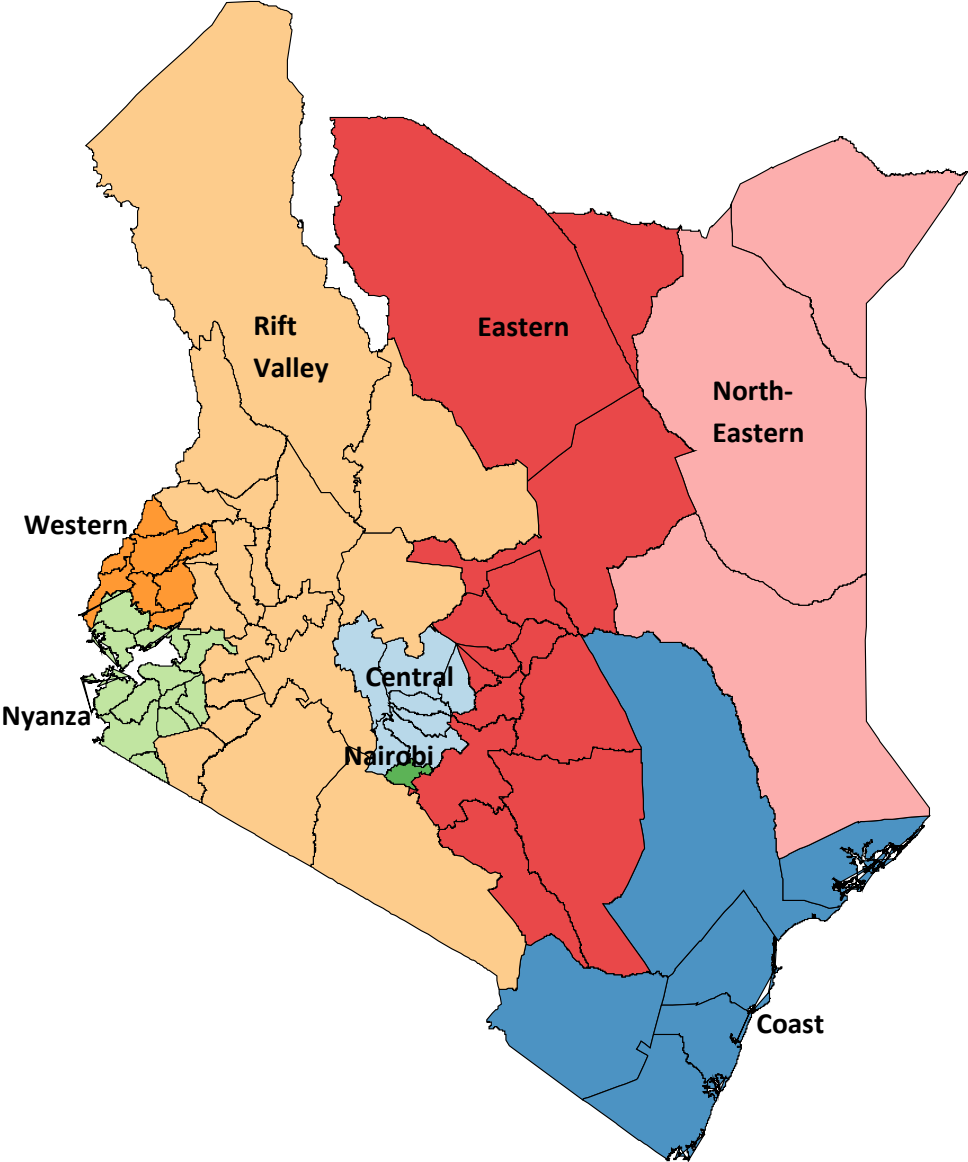 Rift
Valley
Eastern
North-
Eastern
Western
Central
Nyanza
Nairobi
Coast